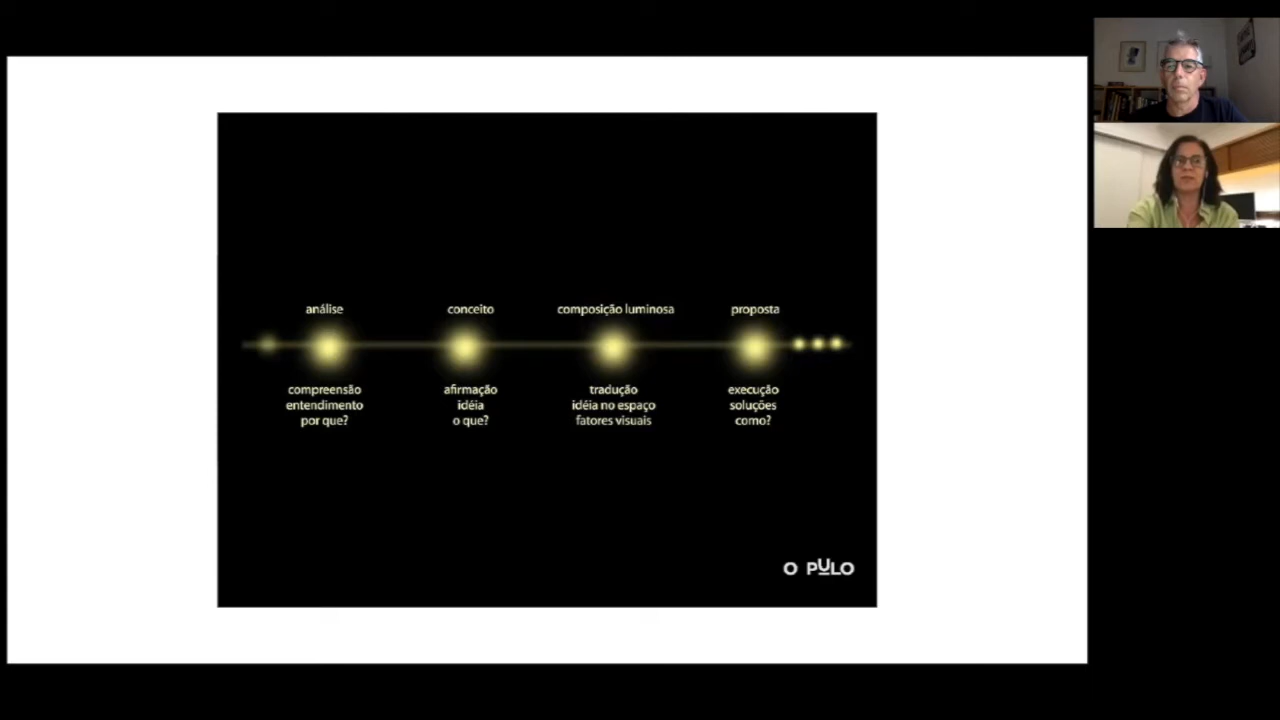 análise
compreensão
entendimento
por que?
conceito
afirmação
idéia
o que?
composição luminosa
tradução
idéia no espaço
fatores visuais
proposta
execução
soluções
como?
O PULO